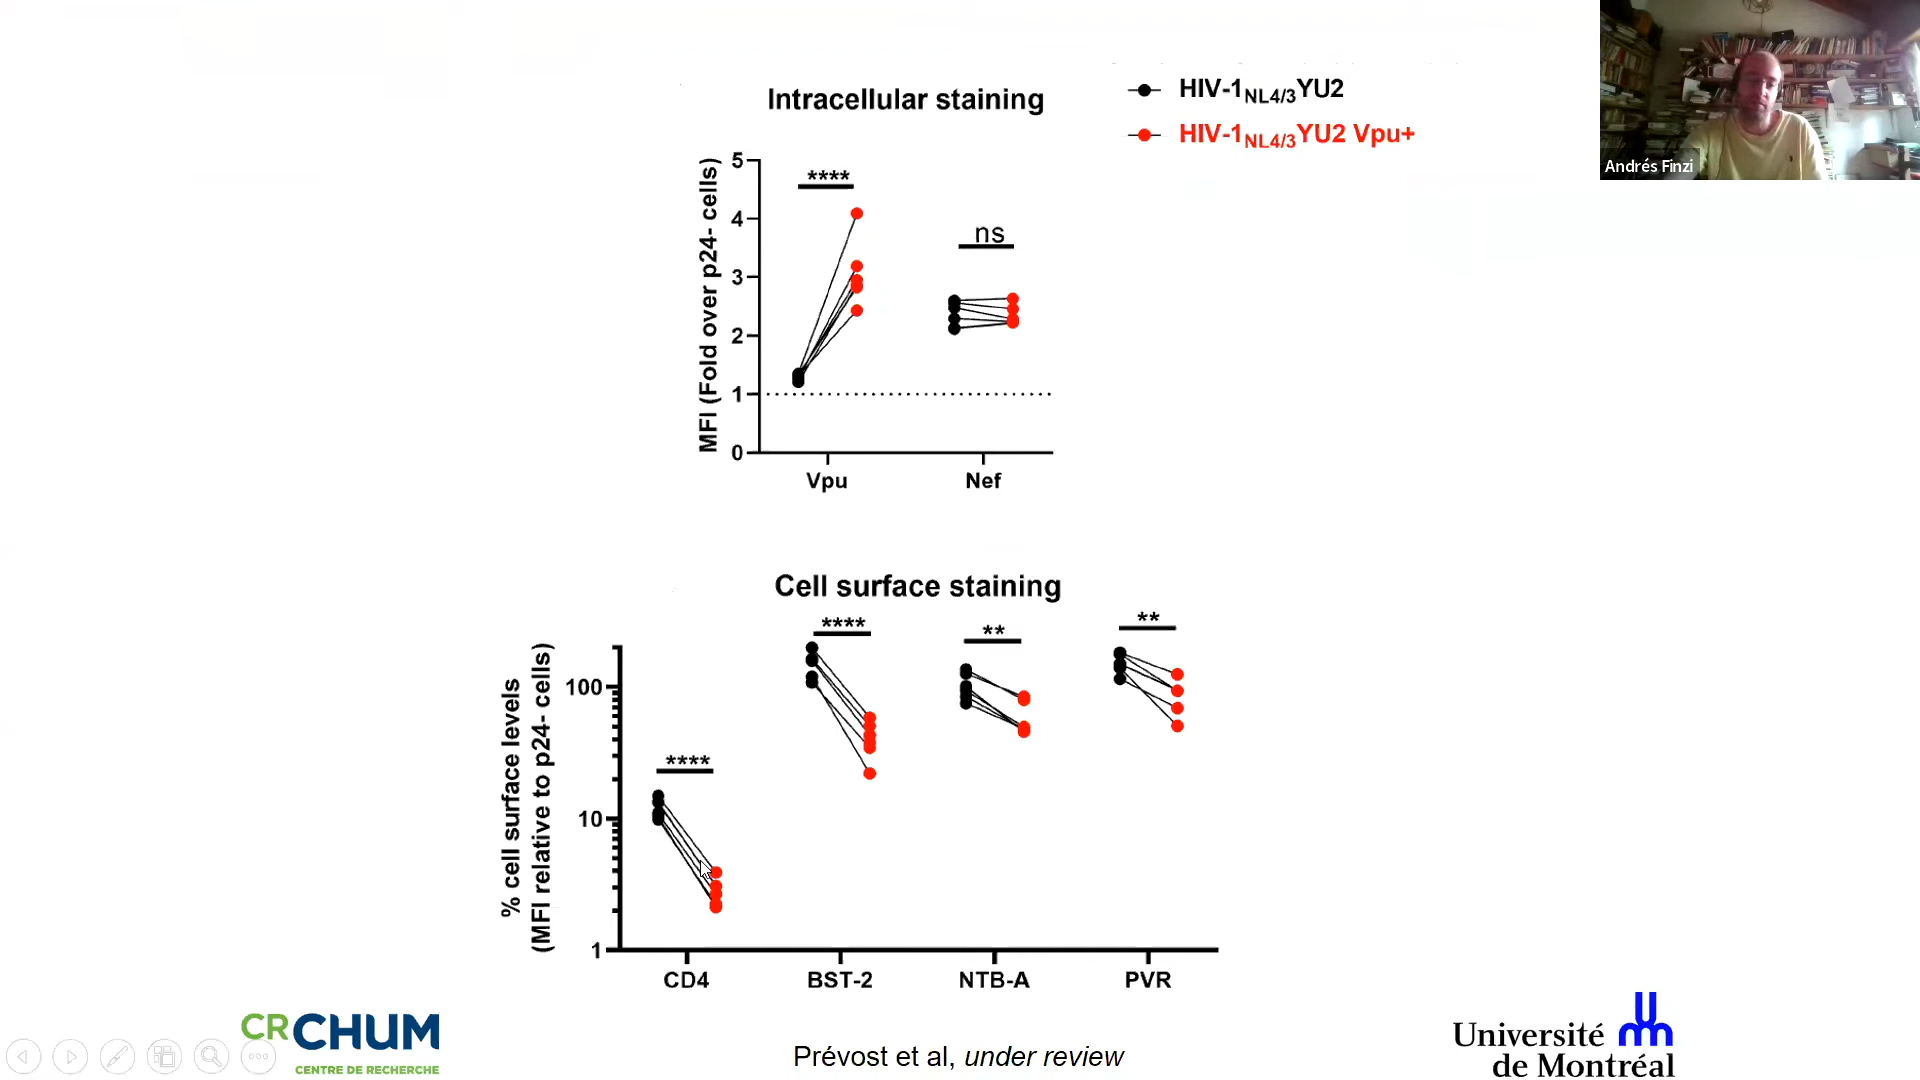 Intracellular staining
HIV-1NL4/3YU2
HIV-1NL4/3YU2 Vpu+
Andrés Finzi
MFI (Fold over p24- cells)
5
4
3
2
1
0
****
ns
Vpu
Nef
Cell surface staining
% cell surface levels
(MFI relative to p24- cells)
100
10
1
****
****
**
**
CD4
BST-2
NTB-A
PVR
CRCHUM
CENTRE DE RECHERCHE
Prévost et al, under review
Université
de Montréal